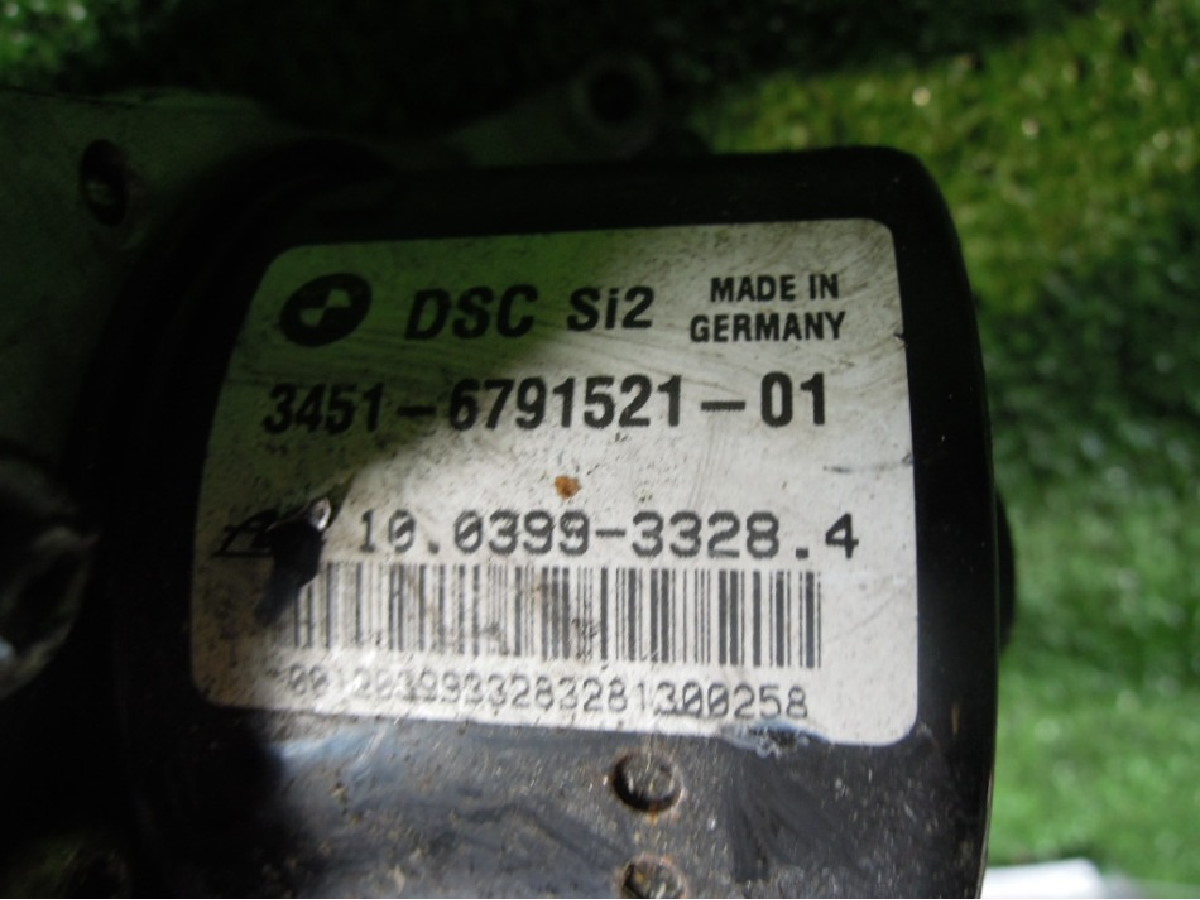 DSC Si2 MADE IN GERMANY
3451-6791521-01
10.0399-3328.4